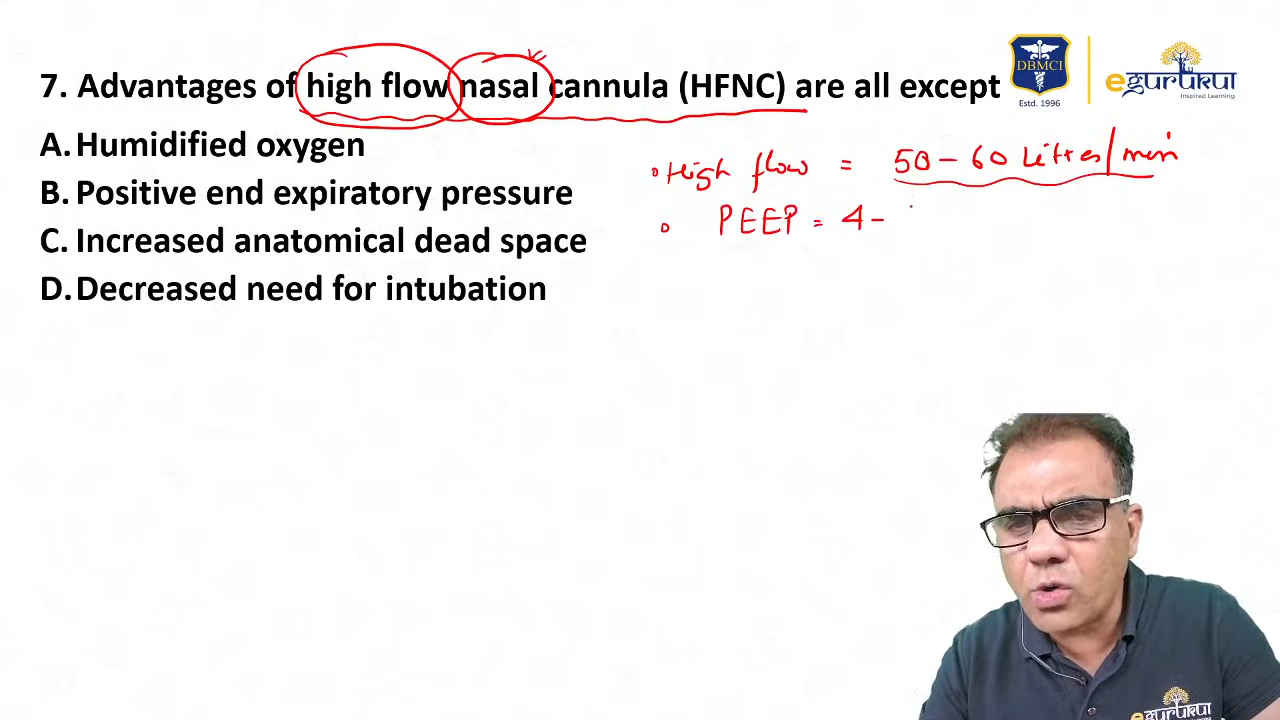 7. Advantages of high flow nasal cannula (HFNC) are all except
A. Humidified oxygen
B. Positive end expiratory pressure
C. Increased anatomical dead space
D. Decreased need for intubation
High flow = 50 - 60 Litres/min
PEEP = 4 -
DBMCI
Estd. 1996
egurukul
Inspired Learning
egurukul